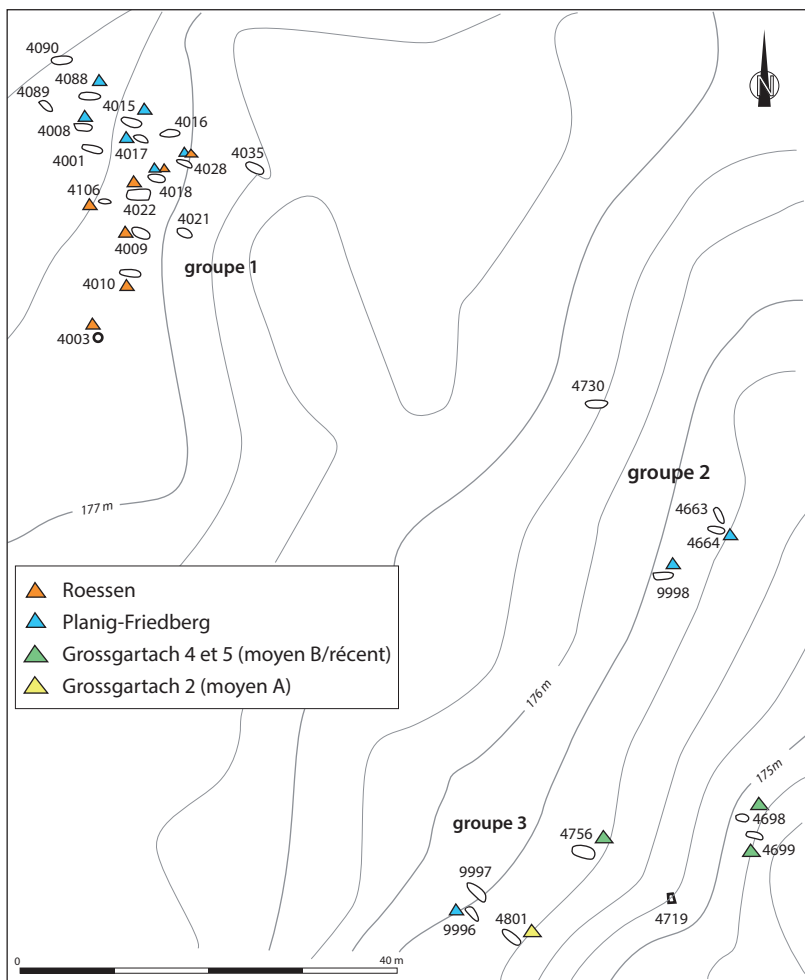 4090
4088
4089
4015
4008
4016
4017
4001
4035
4028
4106
4018
4022
4021
4009
groupe 1
4010
4003
N
4730
groupe 2
4663
4664
9998
177 m
Roessen
Planig-Friedberg
Grossgartach 4 et 5 (moyen B/récent)
Grossgartach 2 (moyen A)
176 m
175m
groupe 3
4756
4698
4699
9997
9996
4801
4719
0
40 m